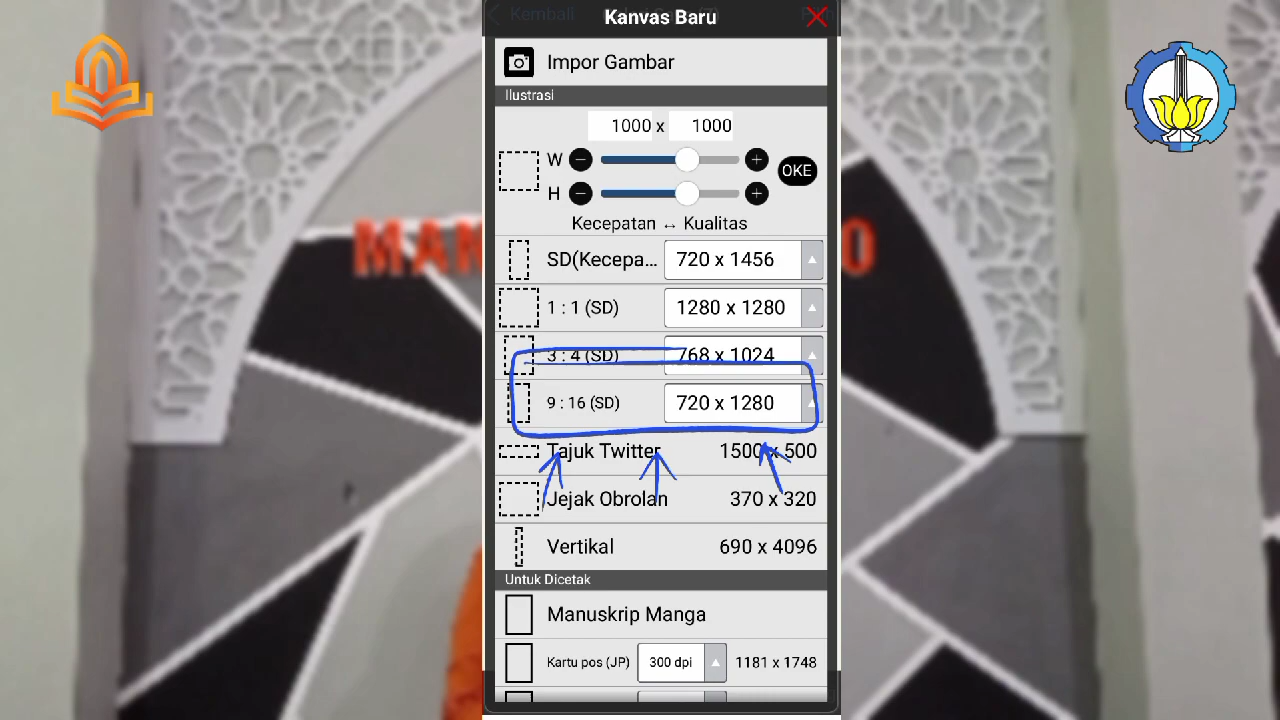 Kembali
Kanvas Baru
Impor Gambar
Ilustrasi
1000 x 1000
W
OKE
H
Kecepatan ↔ Kualitas
SD(Kecepa... 720 x 1456
1 : 1 (SD) 1280 x 1280
3 : 4 (SD) 768 x 1024
9 : 16 (SD) 720 x 1280
Tajuk Twitter 1500 x 500
Jejak Obrolan 370 x 320
Vertikal 690 x 4096
Untuk Dicetak
Manuskrip Manga
Kartu pos (JP) 300 dpi 1181 x 1748